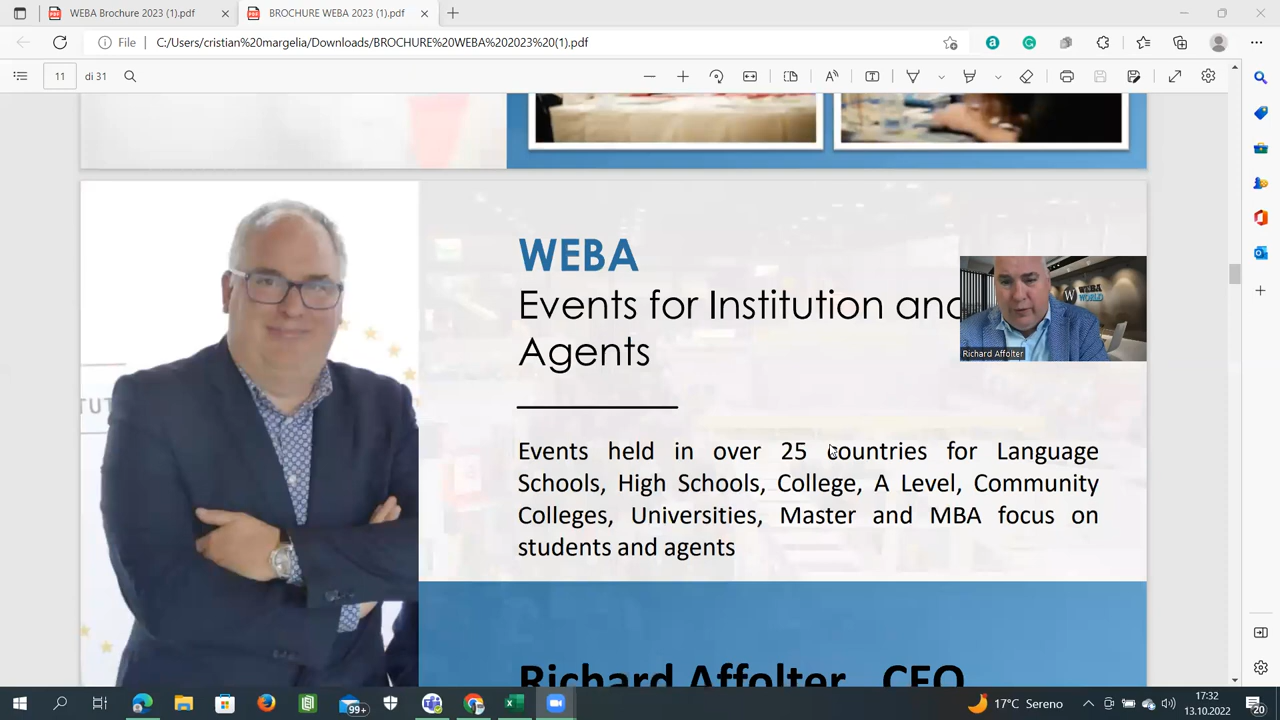 WEBA Brochure 2023 (1).pdf
BROCHURE WEBA 2023 (1).pdf
File
C:/Users/cristian%20margelia/Downloads/BROCHURE%20WEBA%202023%20(1).pdf
11 di 31
WEBA
Events for Institution and
Agents
WEBA
WORLD
Richard Affolter
Events held in over 25 countries for Language
Schools, High Schools, College, A Level, Community
Colleges, Universities, Master and MBA focus on
students and agents
Richard Affolter CEO
99+
17°C Sereno
17:32
13.10.2022
20